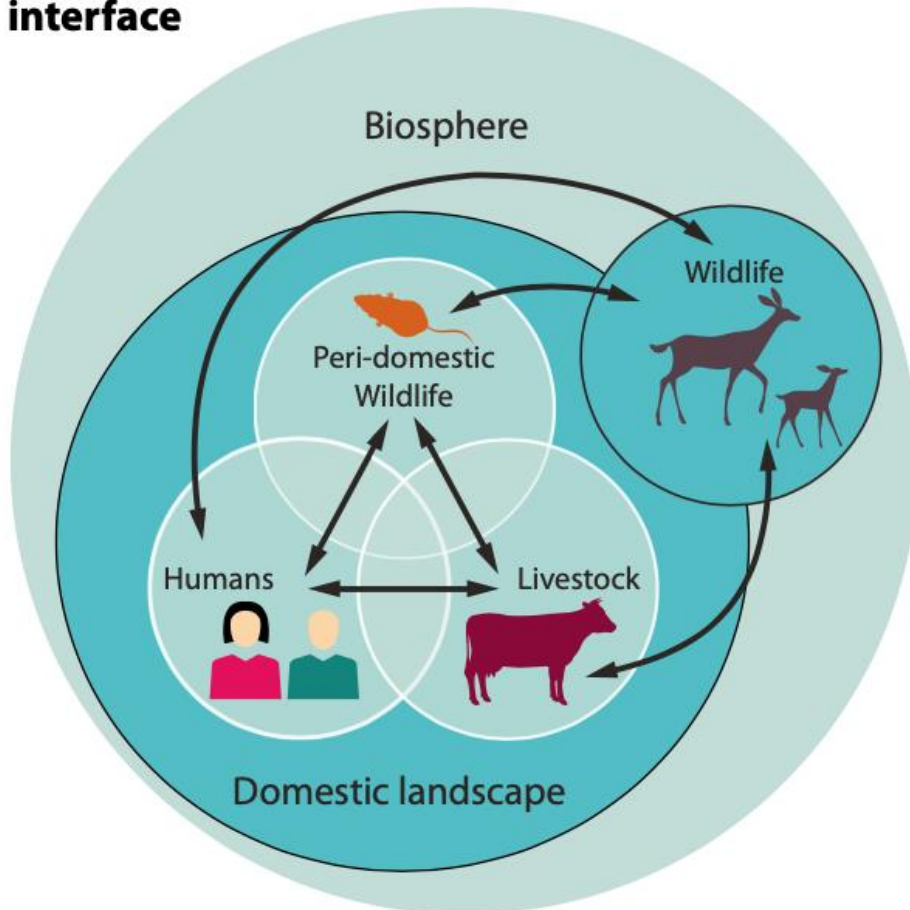 interface
Biosphere
Wildlife
Peri-domestic
Wildlife
Humans
Livestock
Domestic landscape